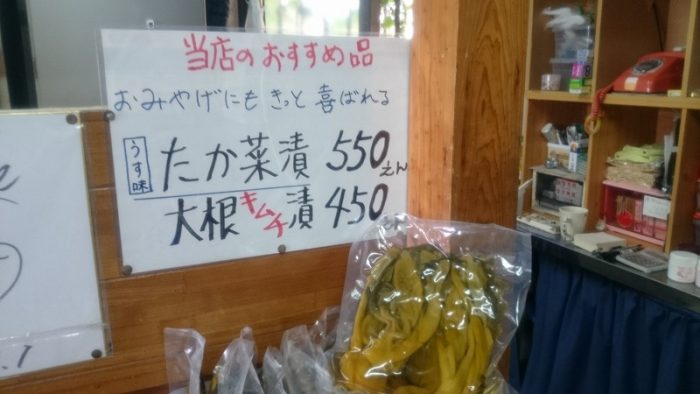 当店のおすすめ品
おみやげにもきっと喜ばれる
うす味 たか菜漬 550えん
大根キムチ漬 450